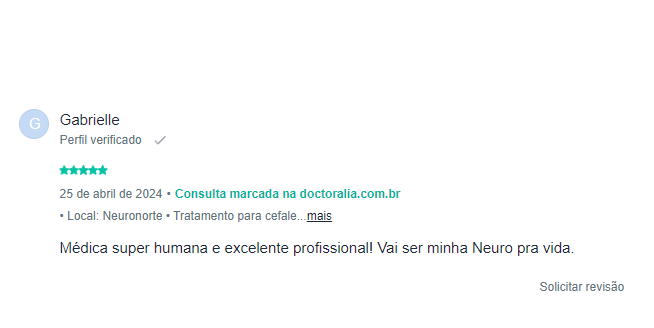 G
Gabrielle
Perfil verificado
25 de abril de 2024 • Consulta marcada na doctoralia.com.br
• Local: Neuronorte • Tratamento para cefale...mais
Médica super humana e excelente profissional! Vai ser minha Neuro pra vida.
Solicitar revisão